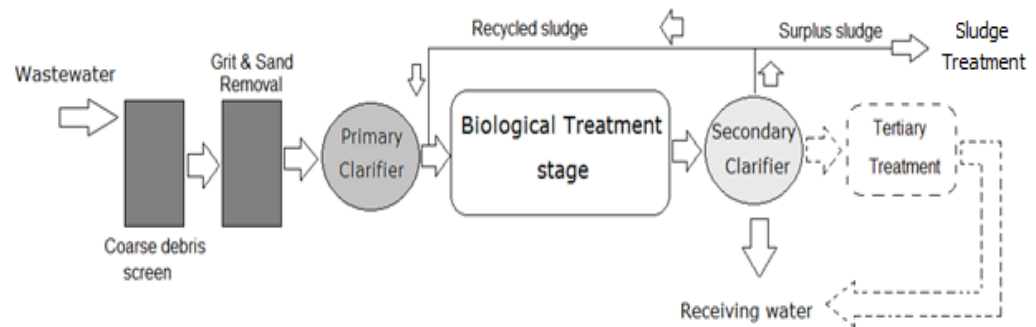 Recycled sludge
Surplus sludge
Sludge
Treatment
Wastewater
Grit & Sand
Removal
Primary
Clarifier
Biological Treatment
stage
Secondary
Clarifier
Tertiary
Treatment
Coarse debris
screen
Receiving water